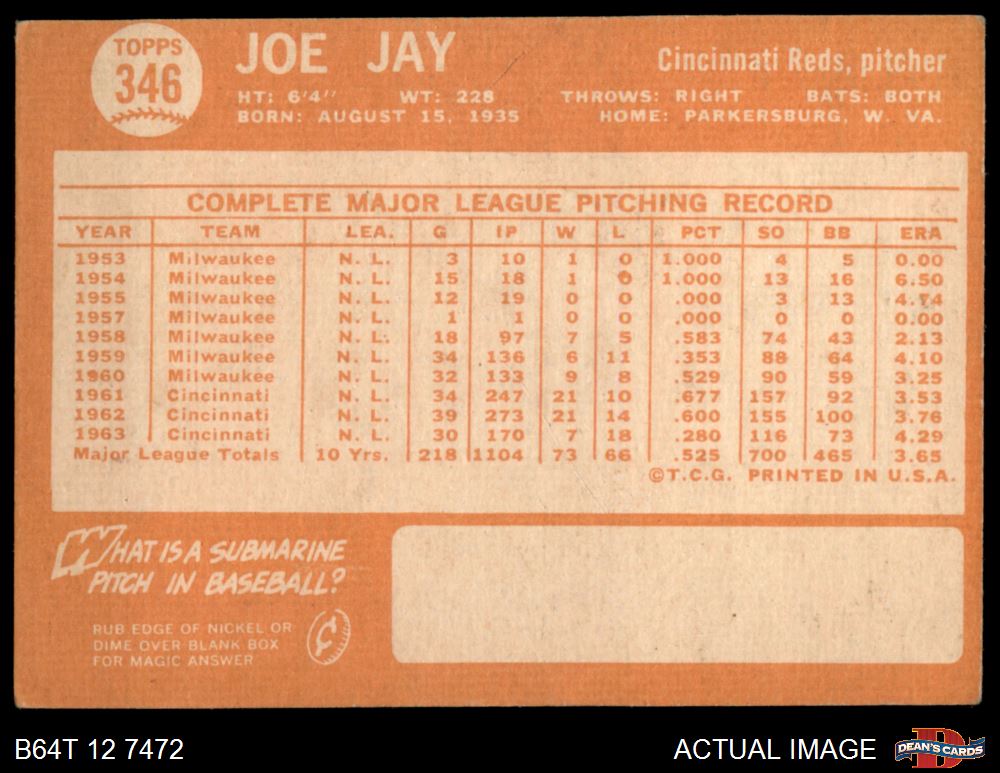 TOPPS
346
JOE JAY
Cincinnati Reds, pitcher
HT: 6'4" WT: 228 THROWS: RIGHT BATS: BOTH
BORN: AUGUST 15, 1935 HOME: PARKERSBURG, W. VA.
COMPLETE MAJOR LEAGUE PITCHING RECORD
YEAR TEAM LEA. G IP W L PCT SO BB ERA
1953 Milwaukee N. L. 3 10 1 0 1.000 4 5 0.00
1954 Milwaukee N. L. 15 18 1 0 1.000 13 16 6.50
1955 Milwaukee N. L. 12 19 0 0 .000 3 13 4.74
1957 Milwaukee N. L. 1 1 0 0 .000 0 0 0.00
1958 Milwaukee N. L. 18 97 7 5 .583 74 43 2.13
1959 Milwaukee N. L. 34 136 6 11 .353 88 64 4.10
1960 Milwaukee N. L. 32 133 9 8 .529 90 59 3.25
1961 Cincinnati N. L. 34 247 21 10 .677 157 92 3.53
1962 Cincinnati N. L. 39 273 21 14 .600 155 100 3.76
1963 Cincinnati N. L. 30 170 7 18 .280 116 73 4.29
Major League Totals 10 Yrs. 218 1104 73 66 .525 700 465 3.65
©T.C.G. PRINTED IN U.S.A.
WHAT IS A SUBMARINE
PITCH IN BASEBALL?
RUB EDGE OF NICKEL OR
DIME OVER BLANK BOX
FOR MAGIC ANSWER
B64T 12 7472
ACTUAL IMAGE
DEAN'S CARDS